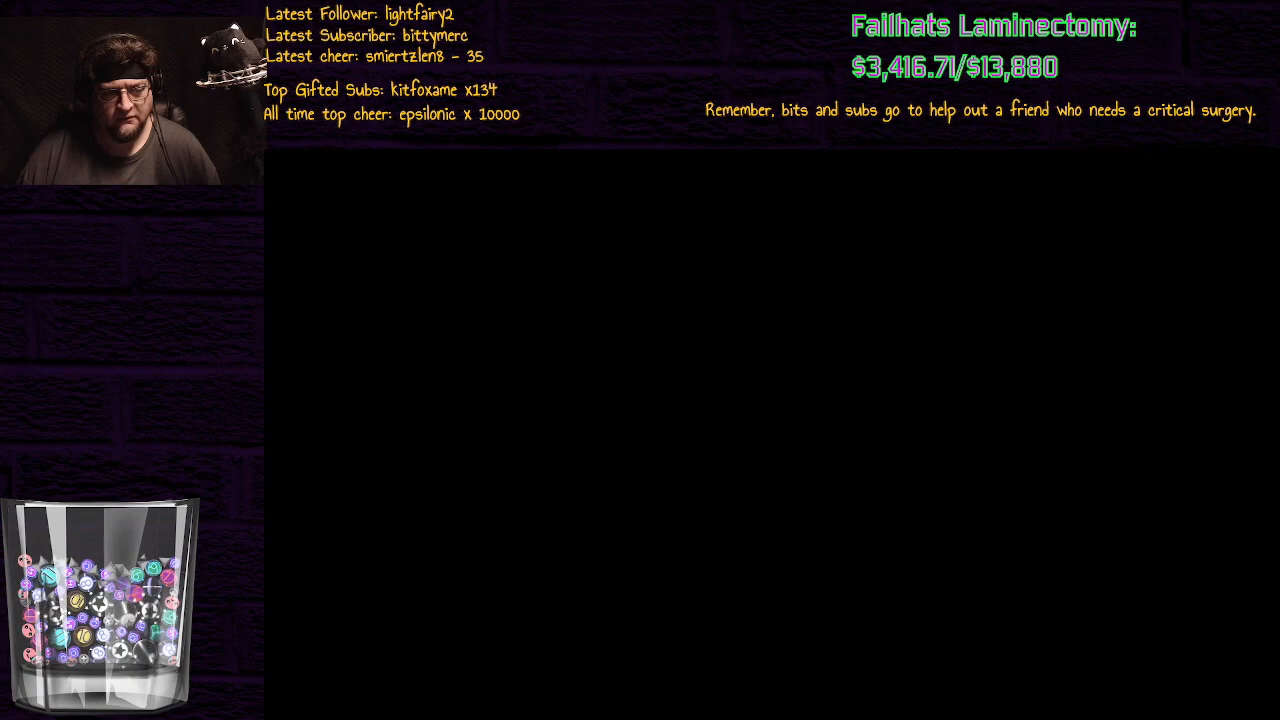 Latest Follower: lightfairy2
Latest Subscriber: bittymerc
Latest cheer: smiertzlen8 - 35
Top Gifted Subs: kitfoxame x134
All time top cheer: epsilonic x 10000
Failhats Laminectomy:
$3,416.71/$13,880
Remember, bits and subs go to help out a friend who needs a critical surgery.